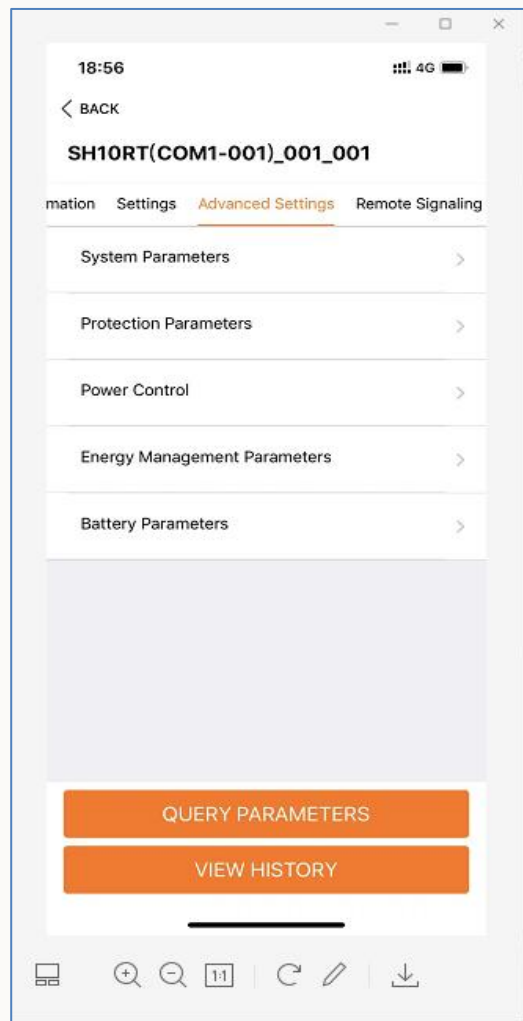 18:56 4G
BACK
SH10RT(COM1-001)_001_001
mation Settings Advanced Settings Remote Signaling
System Parameters
Protection Parameters
Power Control
Energy Management Parameters
Battery Parameters
QUERY PARAMETERS
VIEW HISTORY
1:1